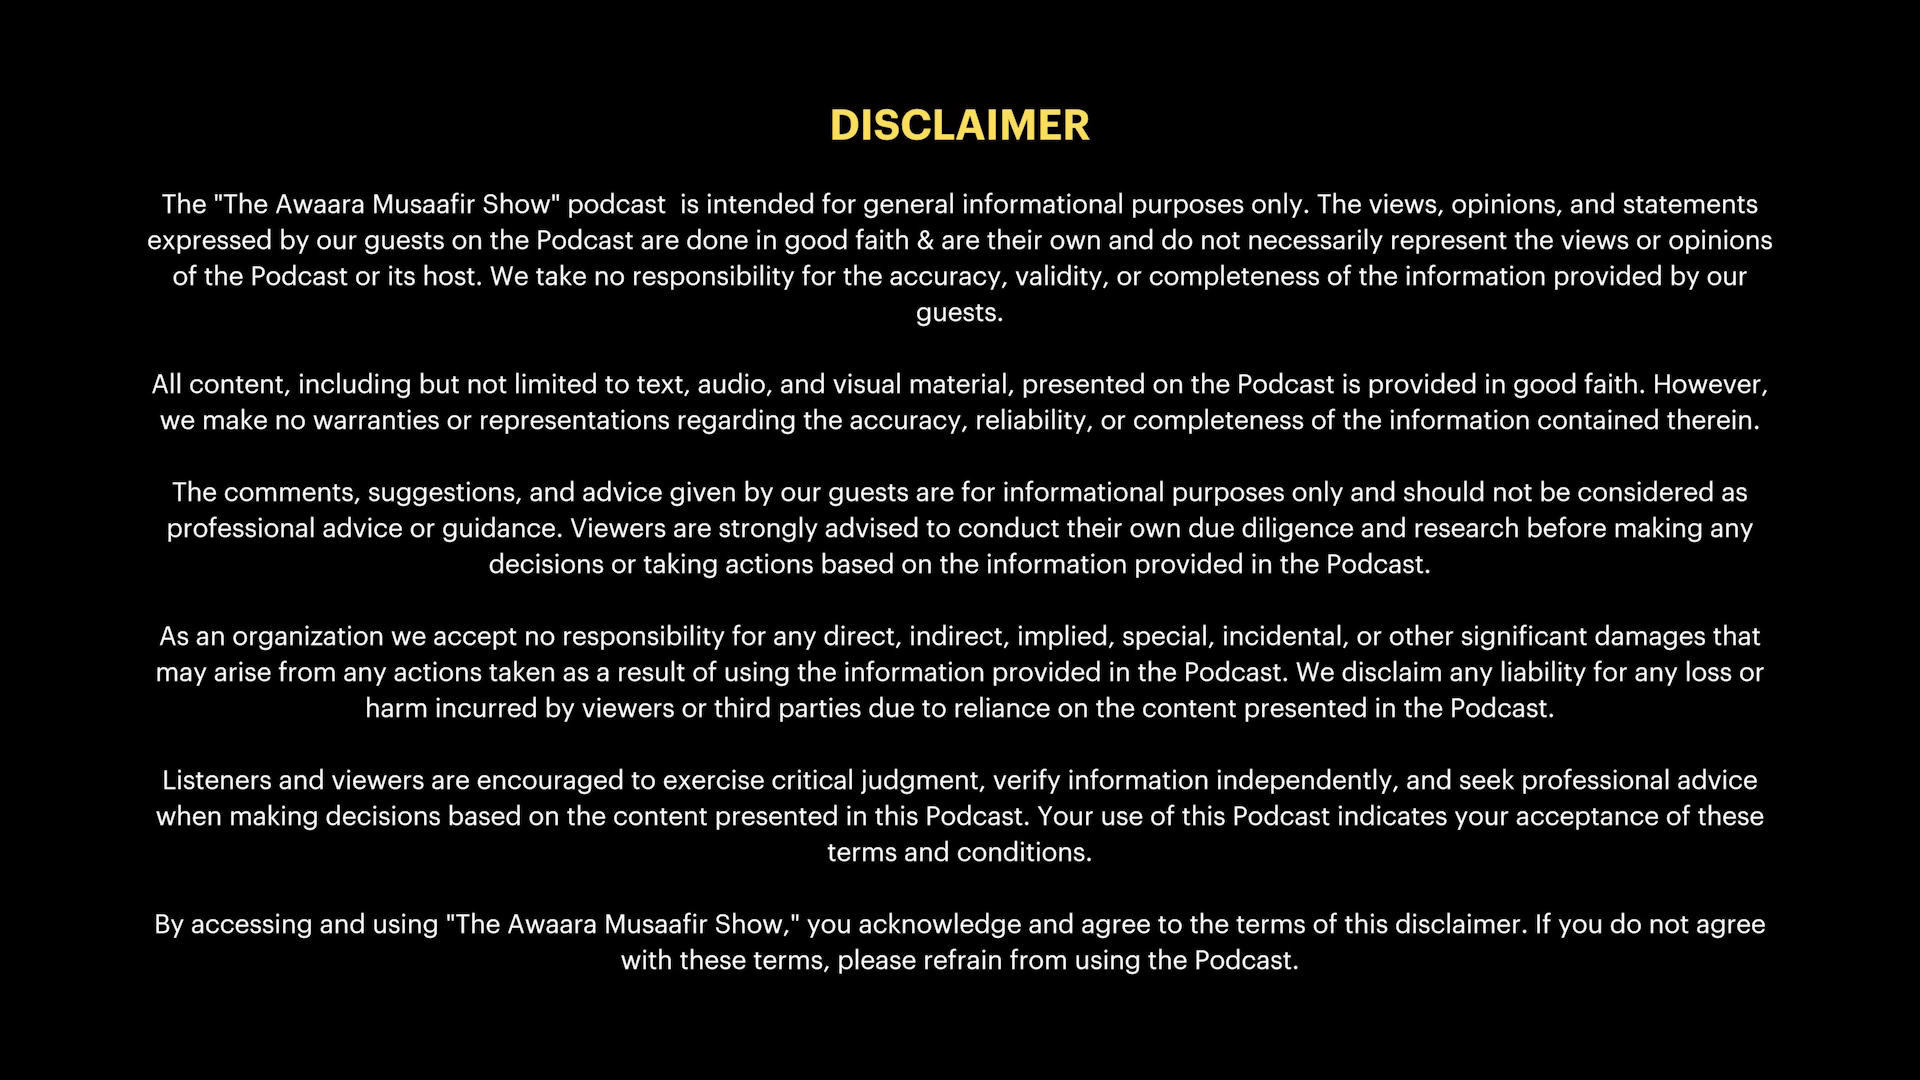 DISCLAIMER
The "The Awaara Musaafir Show" podcast  is intended for general informational purposes only. The views, opinions, and statements
expressed by our guests on the Podcast are done in good faith & are their own and do not necessarily represent the views or opinions
of the Podcast or its host. We take no responsibility for the accuracy, validity, or completeness of the information provided by our
guests.
All content, including but not limited to text, audio, and visual material, presented on the Podcast is provided in good faith. However,
we make no warranties or representations regarding the accuracy, reliability, or completeness of the information contained therein.
The comments, suggestions, and advice given by our guests are for informational purposes only and should not be considered as
professional advice or guidance. Viewers are strongly advised to conduct their own due diligence and research before making any
decisions or taking actions based on the information provided in the Podcast.
As an organization we accept no responsibility for any direct, indirect, implied, special, incidental, or other significant damages that
may arise from any actions taken as a result of using the information provided in the Podcast. We disclaim any liability for any loss or
harm incurred by viewers or third parties due to reliance on the content presented in the Podcast.
Listeners and viewers are encouraged to exercise critical judgment, verify information independently, and seek professional advice
when making decisions based on the content presented in this Podcast. Your use of this Podcast indicates your acceptance of these
terms and conditions.
By accessing and using "The Awaara Musaafir Show," you acknowledge and agree to the terms of this disclaimer. If you do not agree
with these terms, please refrain from using the Podcast.